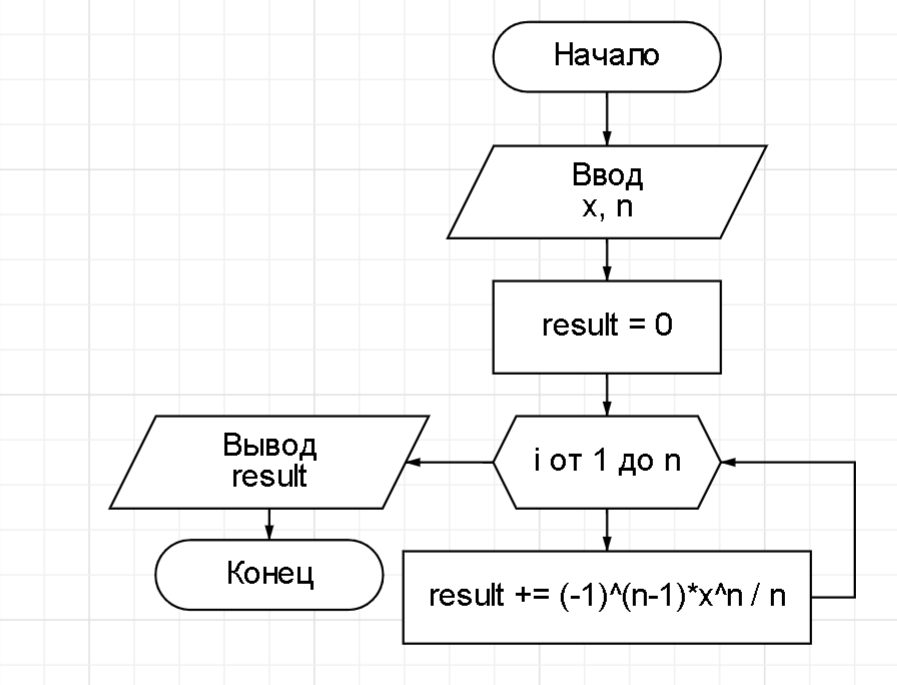 Начало
Ввод
x, n
result = 0
i от 1 до n
result += (-1)^(n-1)*x^n / n
Вывод
result
Конец